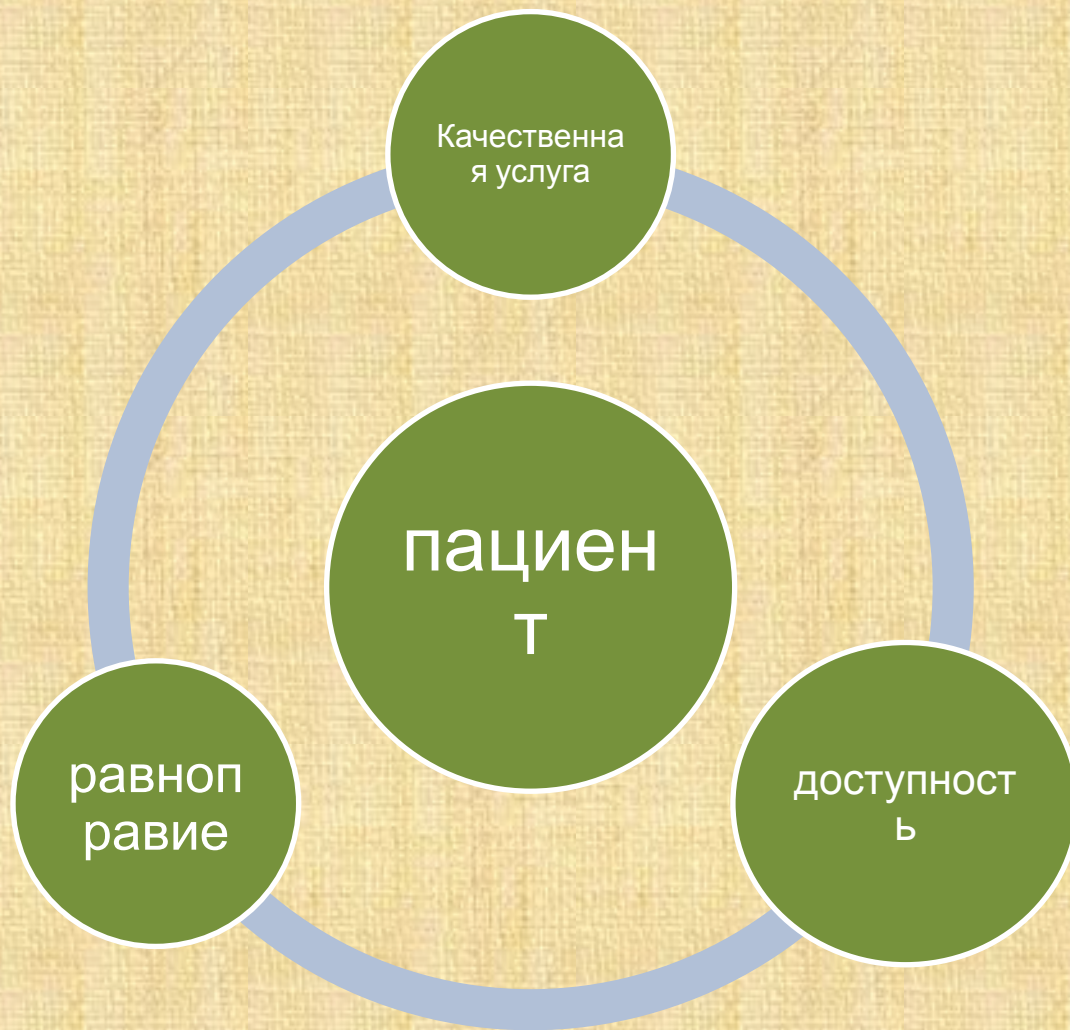 Качественна
я услуга
пациен
т
равноп
равие
доступност
ь